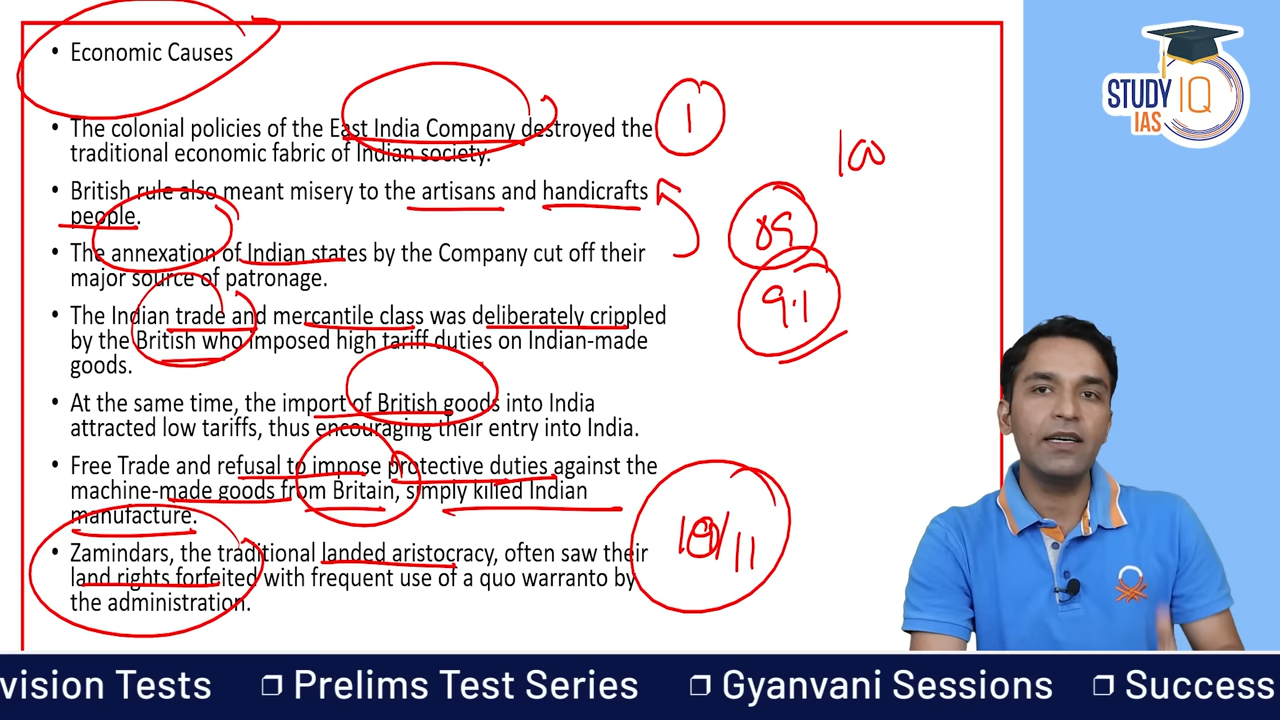 • Economic Causes
• The colonial policies of the East India Company destroyed the
traditional economic fabric of Indian society.
• British rule also meant misery to the artisans and handicrafts
people.
• The annexation of Indian states by the Company cut off their
major source of patronage.
• The Indian trade and mercantile class was deliberately crippled
by the British who imposed high tariff duties on Indian-made
goods.
• At the same time, the import of British goods into India
attracted low tariffs, thus encouraging their entry into India.
• Free Trade and refusal to impose protective duties against the
machine-made goods from Britain, simply killed Indian
manufacture.
• Zamindars, the traditional landed aristocracy, often saw their
land rights forfeited with frequent use of a quo warranto by
the administration.
1
100
9.1
STUDY IQ
IAS
vision Tests ❒ Prelims Test Series ❒ Gyanvani Sessions ❒ Success